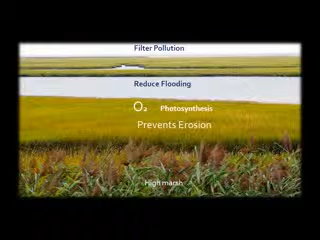 Filter Pollution
Reduce Flooding
O₂ Photosynthesis
Prevents Erosion
High marsh